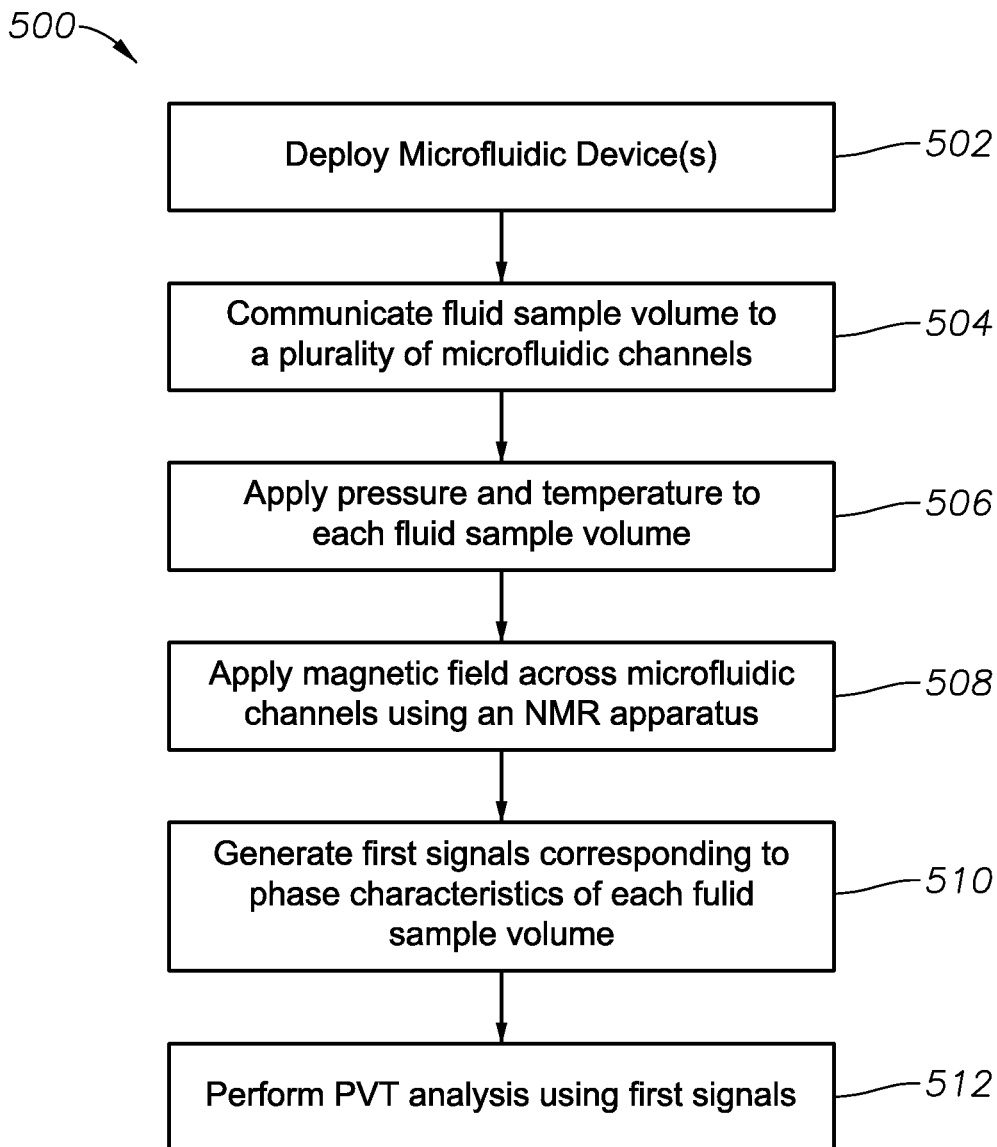 500
Deploy Microfluidic Device(s)
502
Communicate fluid sample volume to
a plurality of microfluidic channels
504
Apply pressure and temperature to
each fluid sample volume
506
Apply magnetic field across microfluidic
channels using an NMR apparatus
508
Generate first signals corresponding to
phase characteristics of each fulid
sample volume
510
Perform PVT analysis using first signals
512